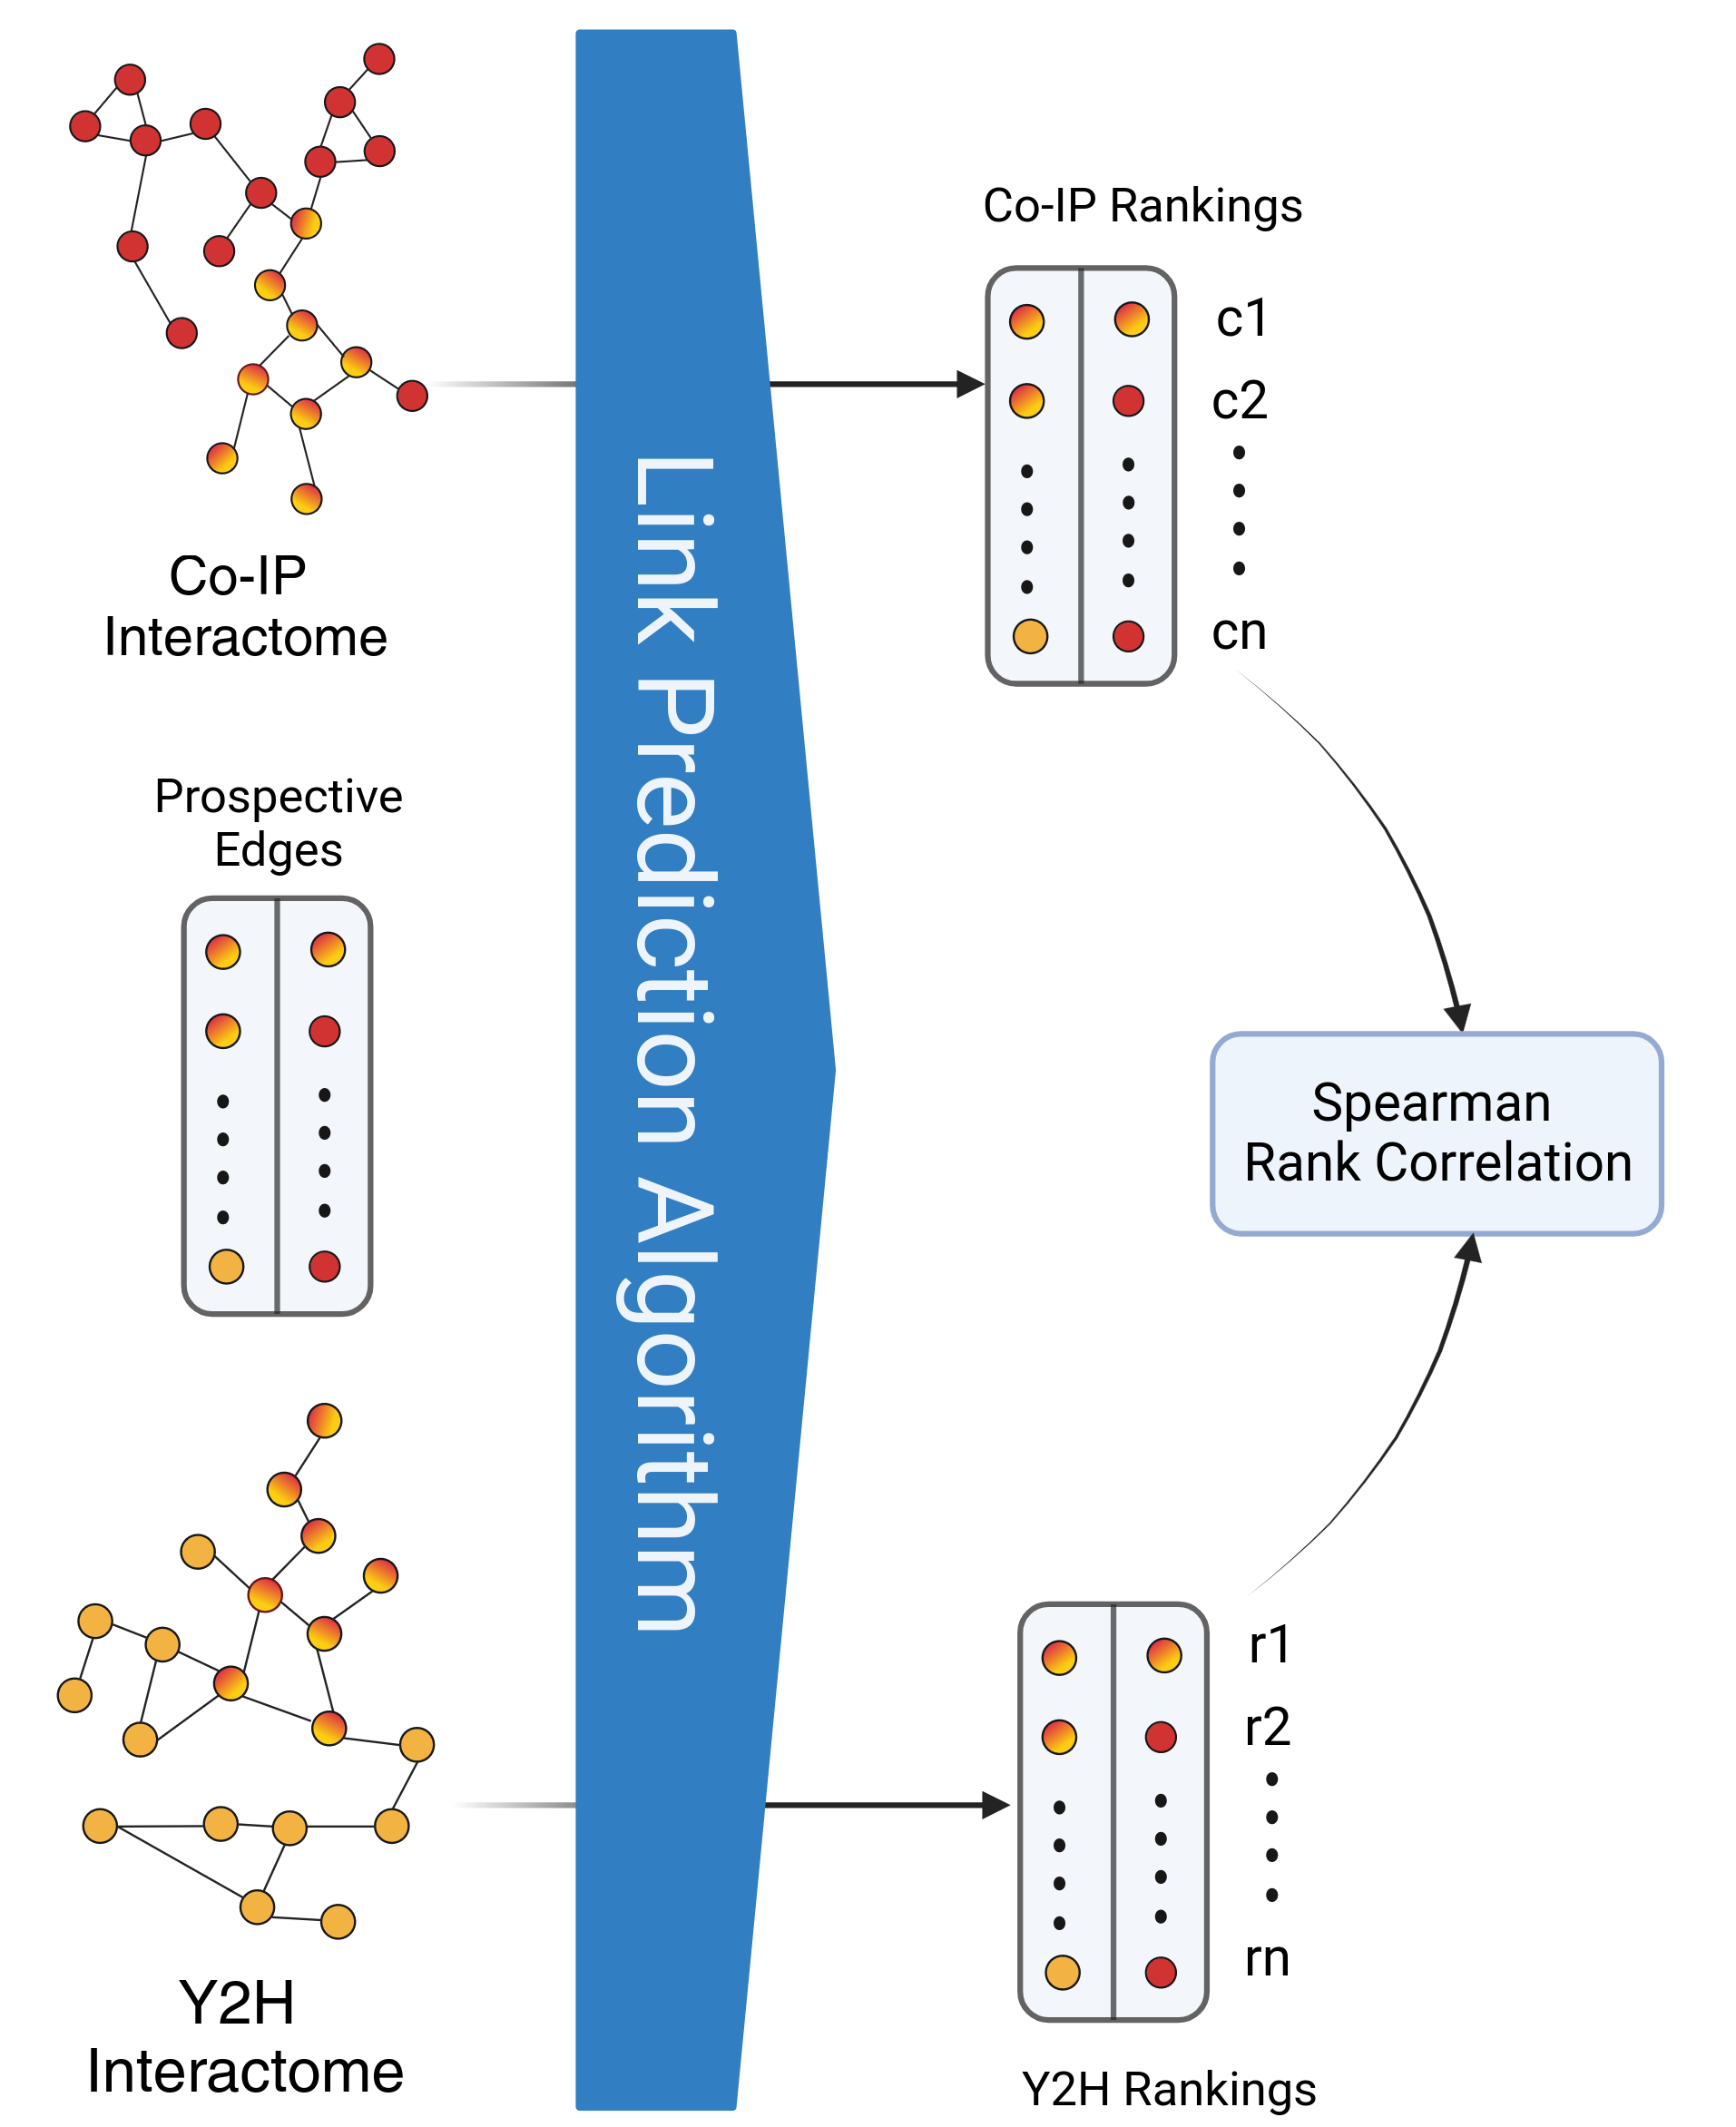 Co-IP
Interactome
Prospective
Edges
Y2H
Interactome
Link Prediction Algorithm
Co-IP Rankings
c1
c2
cn
Spearman
Rank Correlation
r1
r2
rn
Y2H Rankings